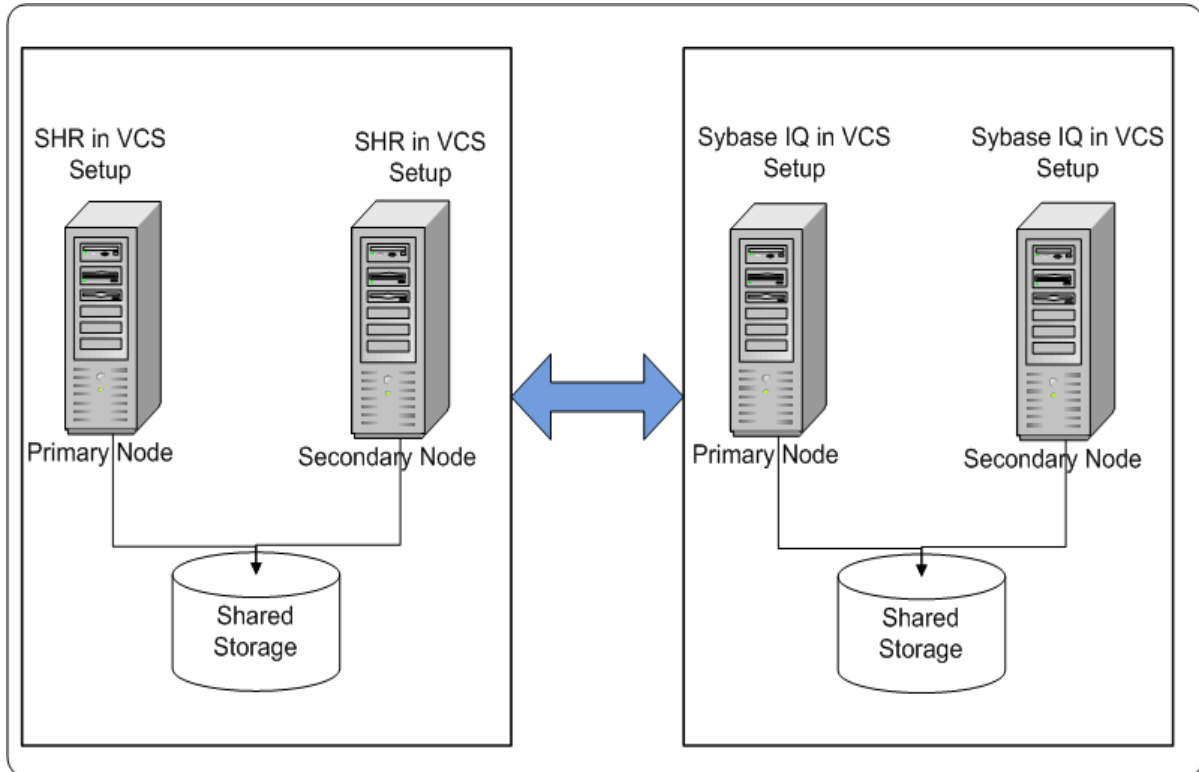 SHR in VCS
Setup
SHR in VCS
Setup
Primary Node
Secondary Node
Shared
Storage
Sybase IQ in VCS
Setup
Sybase IQ in VCS
Setup
Primary Node
Secondary Node
Shared
Storage